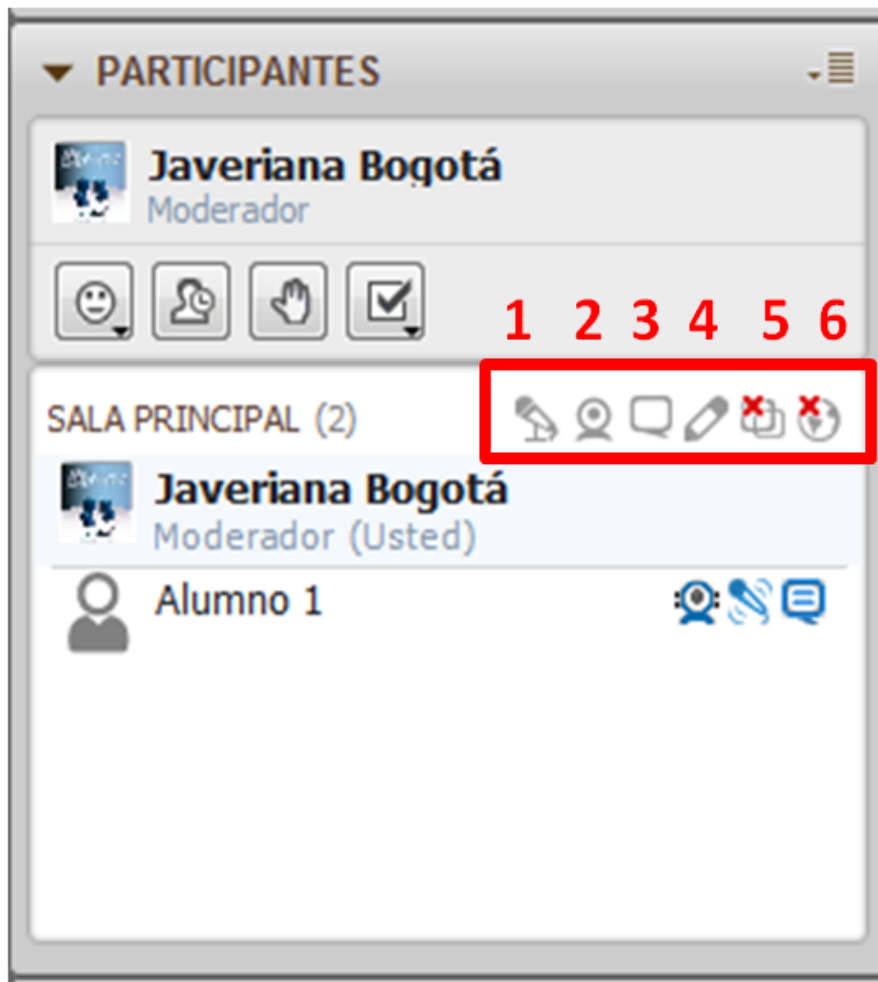 PARTICIPANTES
Javeriana Bogotá
Moderador
1 2 3 4 5 6
SALA PRINCIPAL (2)
Javeriana Bogotá
Moderador (Usted)
Alumno 1